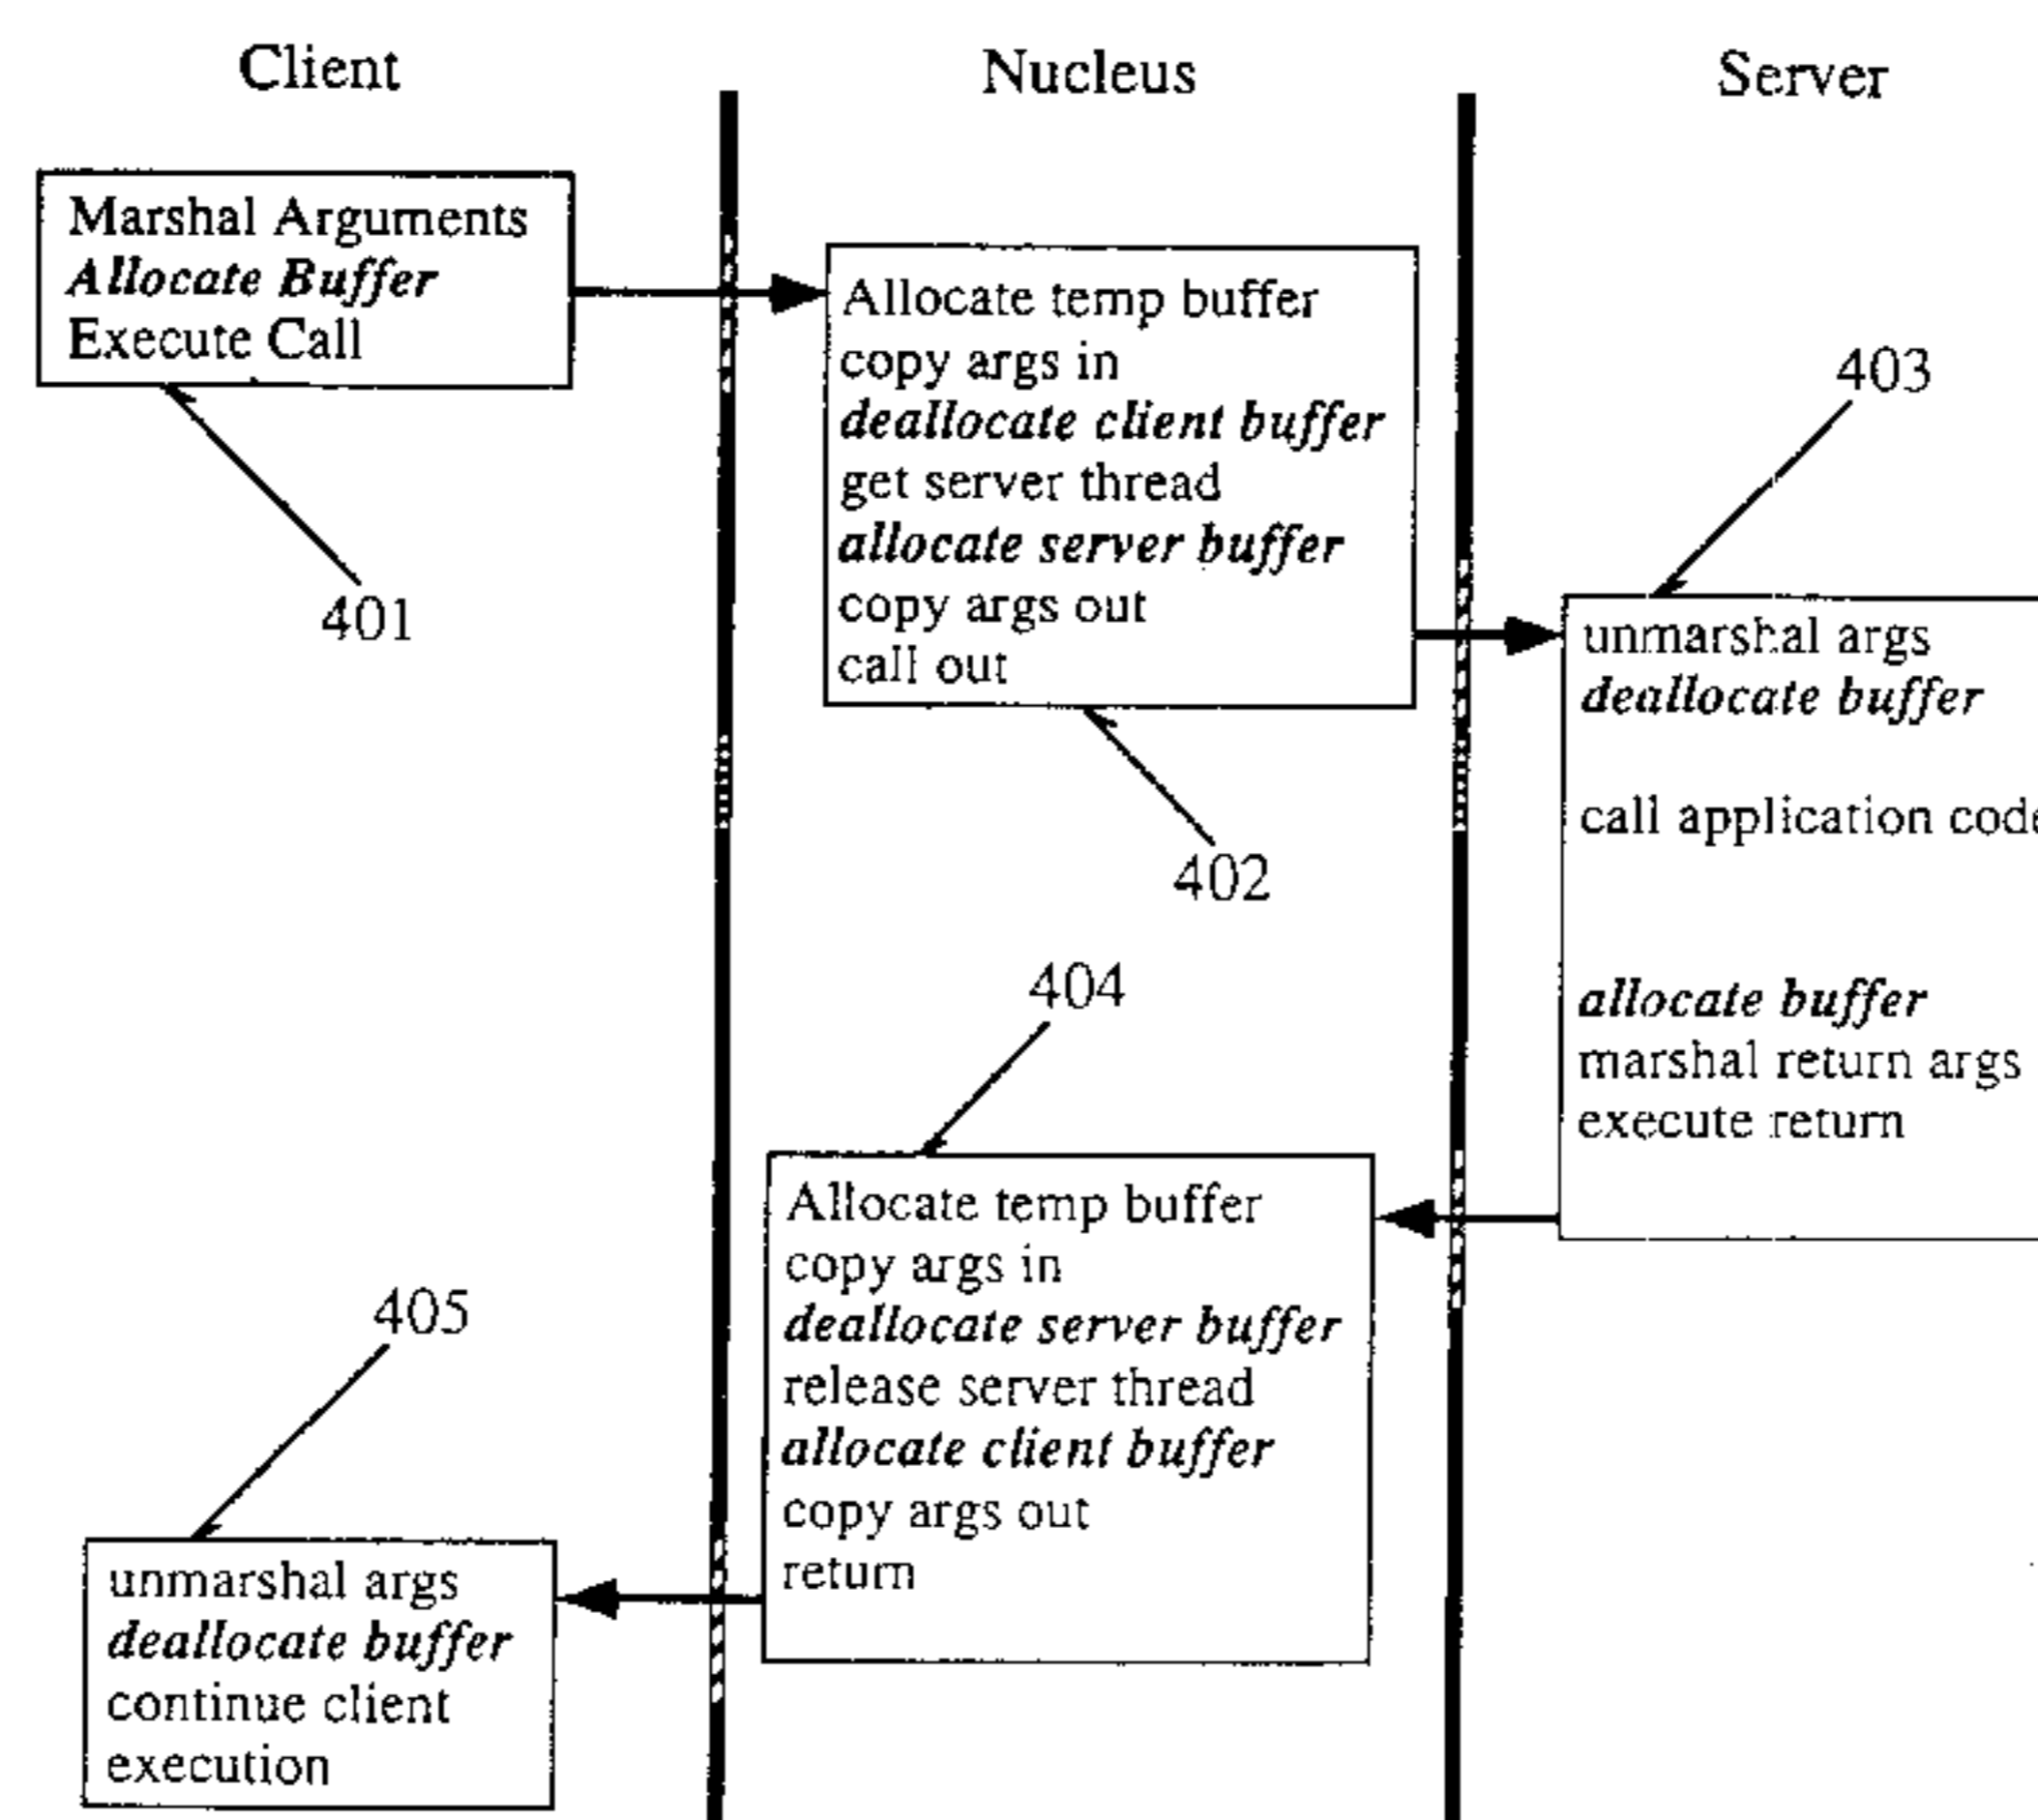 Client
Nucleus
Server
Marshal Arguments
Allocate Buffer
Execute Call
401
Allocate temp buffer
copy args in
deallocate client buffer
get server thread
allocate server buffer
copy args out
call out
402
403
unmarshal args
deallocate buffer
call application code
allocate buffer
marshal return args
execute return
404
Allocate temp buffer
copy args in
deallocate server buffer
release server thread
allocate client buffer
copy args out
return
405
unmarshal args
deallocate buffer
continue client
execution